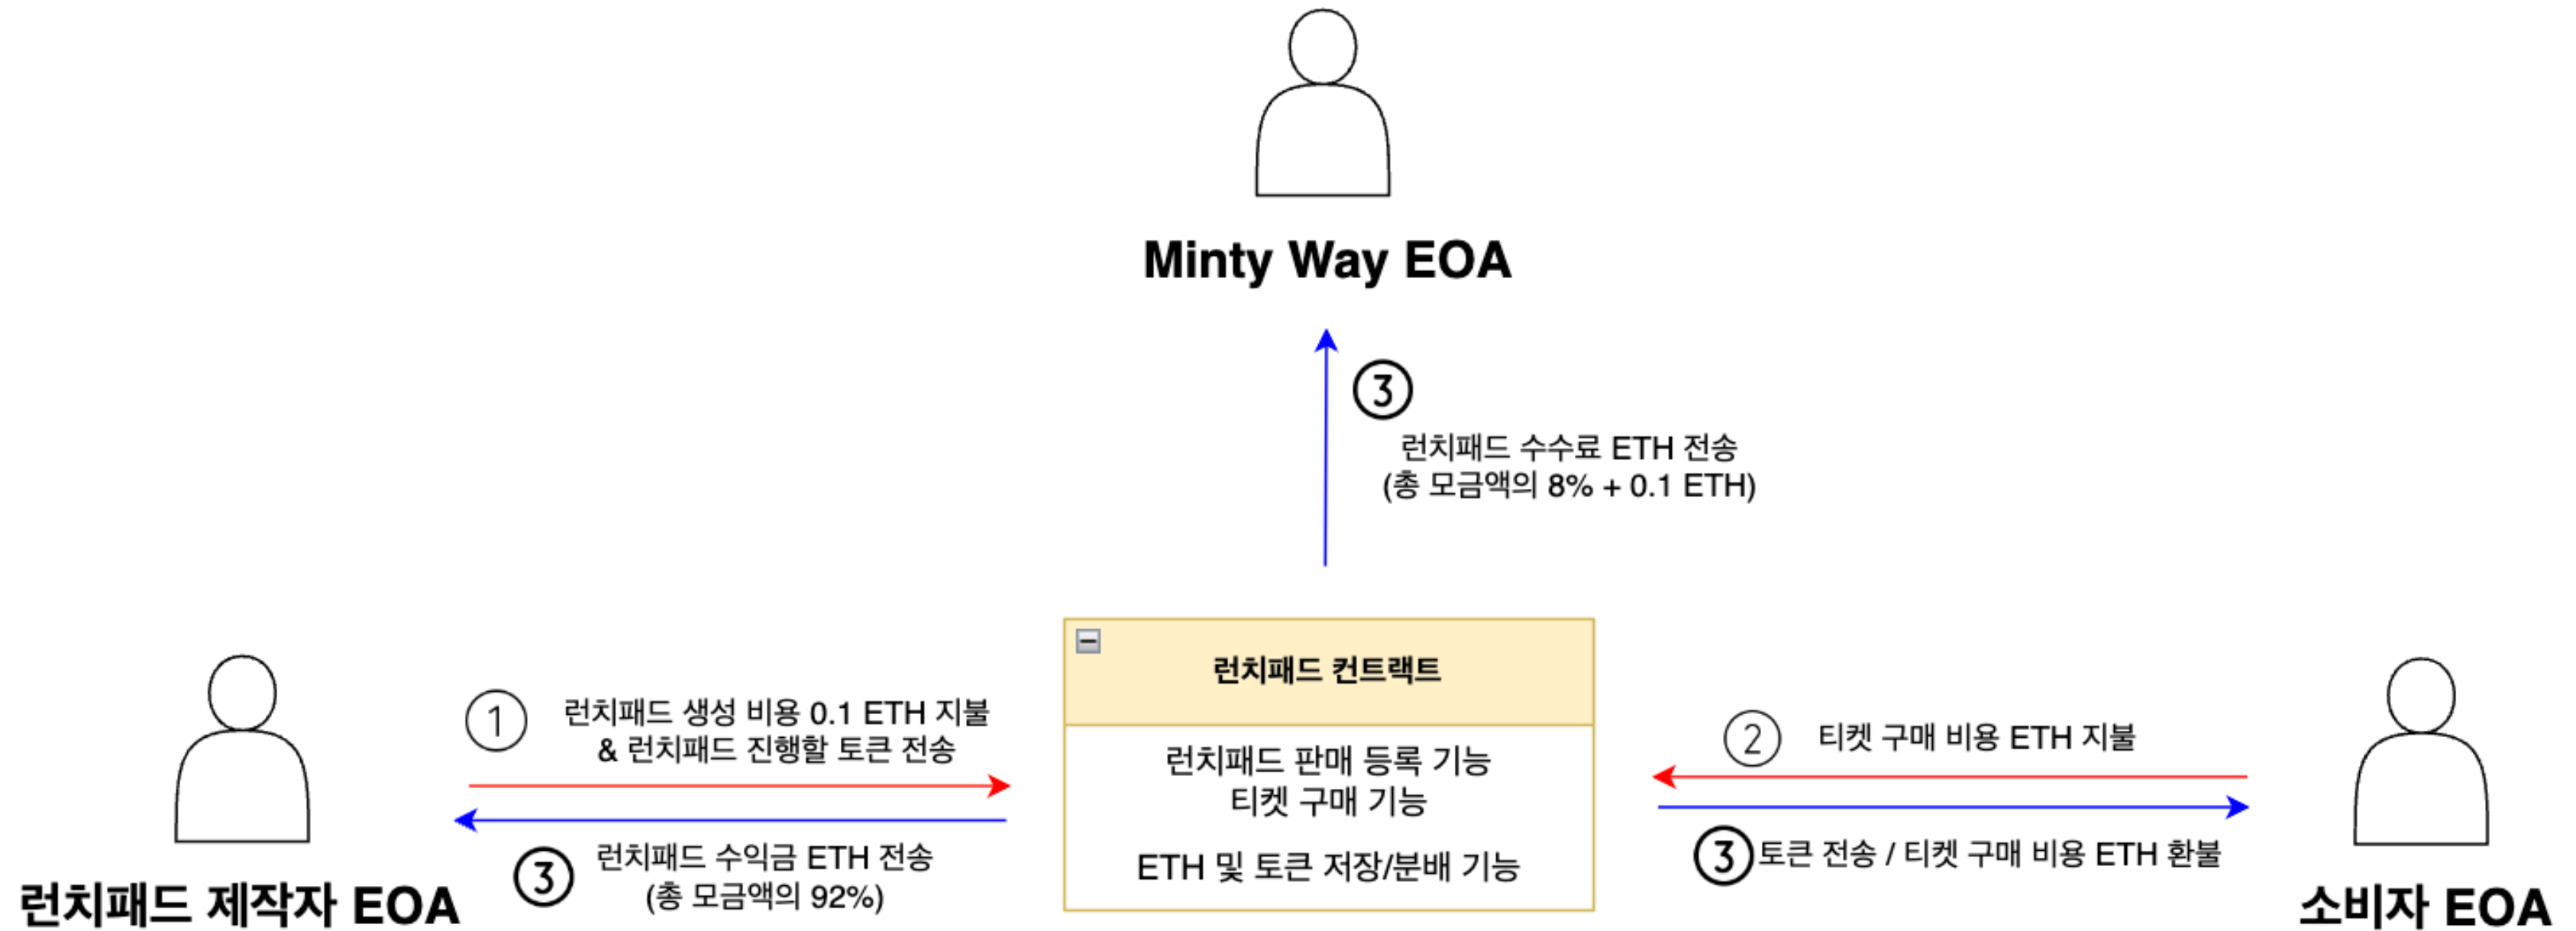 Minty Way EOA
③
런치패드 수수료 ETH 전송
(총 모금액의 8% + 0.1 ETH)
런치패드 컨트랙트
런치패드 판매 등록 기능
티켓 구매 기능
ETH 및 토큰 저장/분배 기능
①
런치패드 생성 비용 0.1 ETH 지불
& 런치패드 진행할 토큰 전송
③
런치패드 수익금 ETH 전송
(총 모금액의 92%)
런치패드 제작자 EOA
② 티켓 구매 비용 ETH 지불
③ 토큰 전송 / 티켓 구매 비용 ETH 환불
소비자 EOA